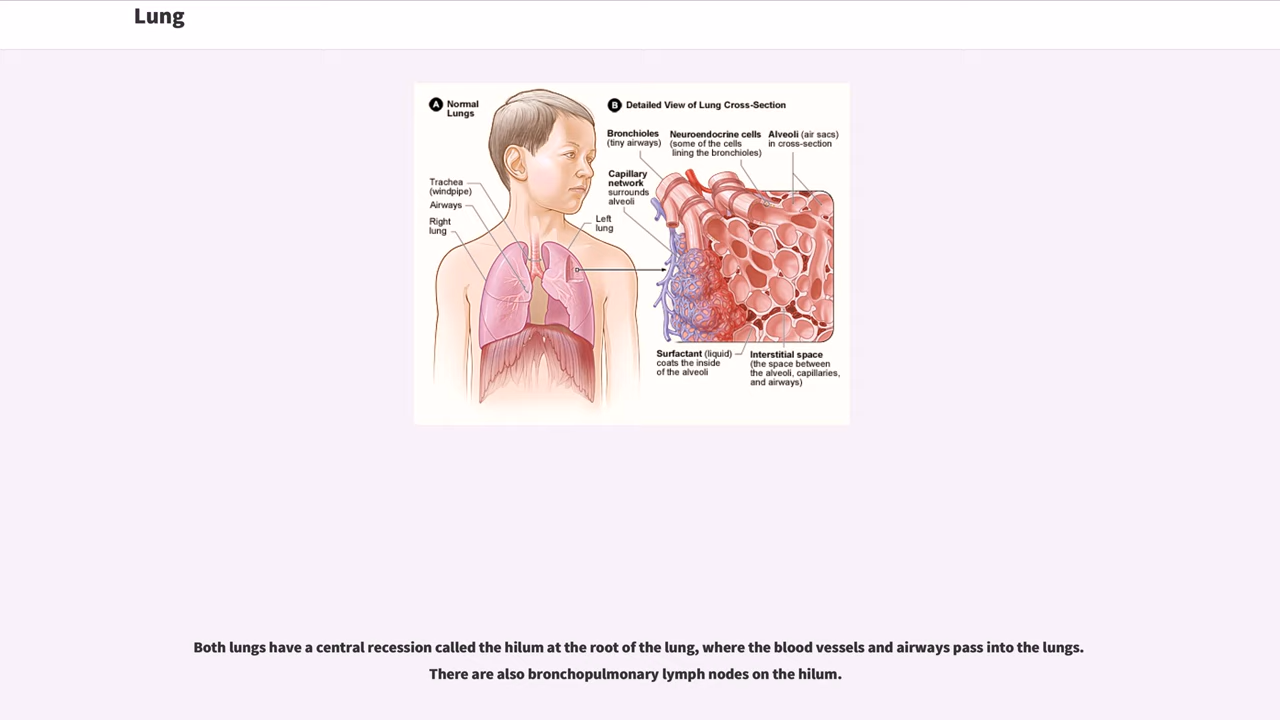 Lung
A Normal
Lungs
Trachea
(windpipe)
Airways
Right
lung
Left
lung
B Detailed View of Lung Cross-Section
Bronchioles
(tiny airways)
Neuroendocrine cells
(some of the cells
lining the bronchioles)
Alveoli (air sacs)
in cross-section
Capillary
network
surrounds
alveoli
Surfactant (liquid)
coats the inside
of the alveoli
Interstitial space
(the space between
the alveoli, capillaries,
and airways)
Both lungs have a central recession called the hilum at the root of the lung, where the blood vessels and airways pass into the lungs.
There are also bronchopulmonary lymph nodes on the hilum.